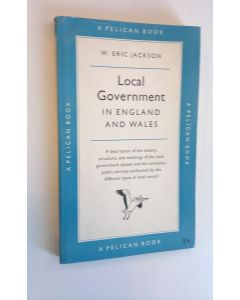 A PELICAN BOOK
W. ERIC JACKSON
Local
Government
IN ENGLAND
AND WALES
A description of the history,
structure, and workings of the local
government system and the numerous
public services performed by the
different types of local council
A PELICAN BOOK
A PELICAN BOOK
A PELICAN BOOK